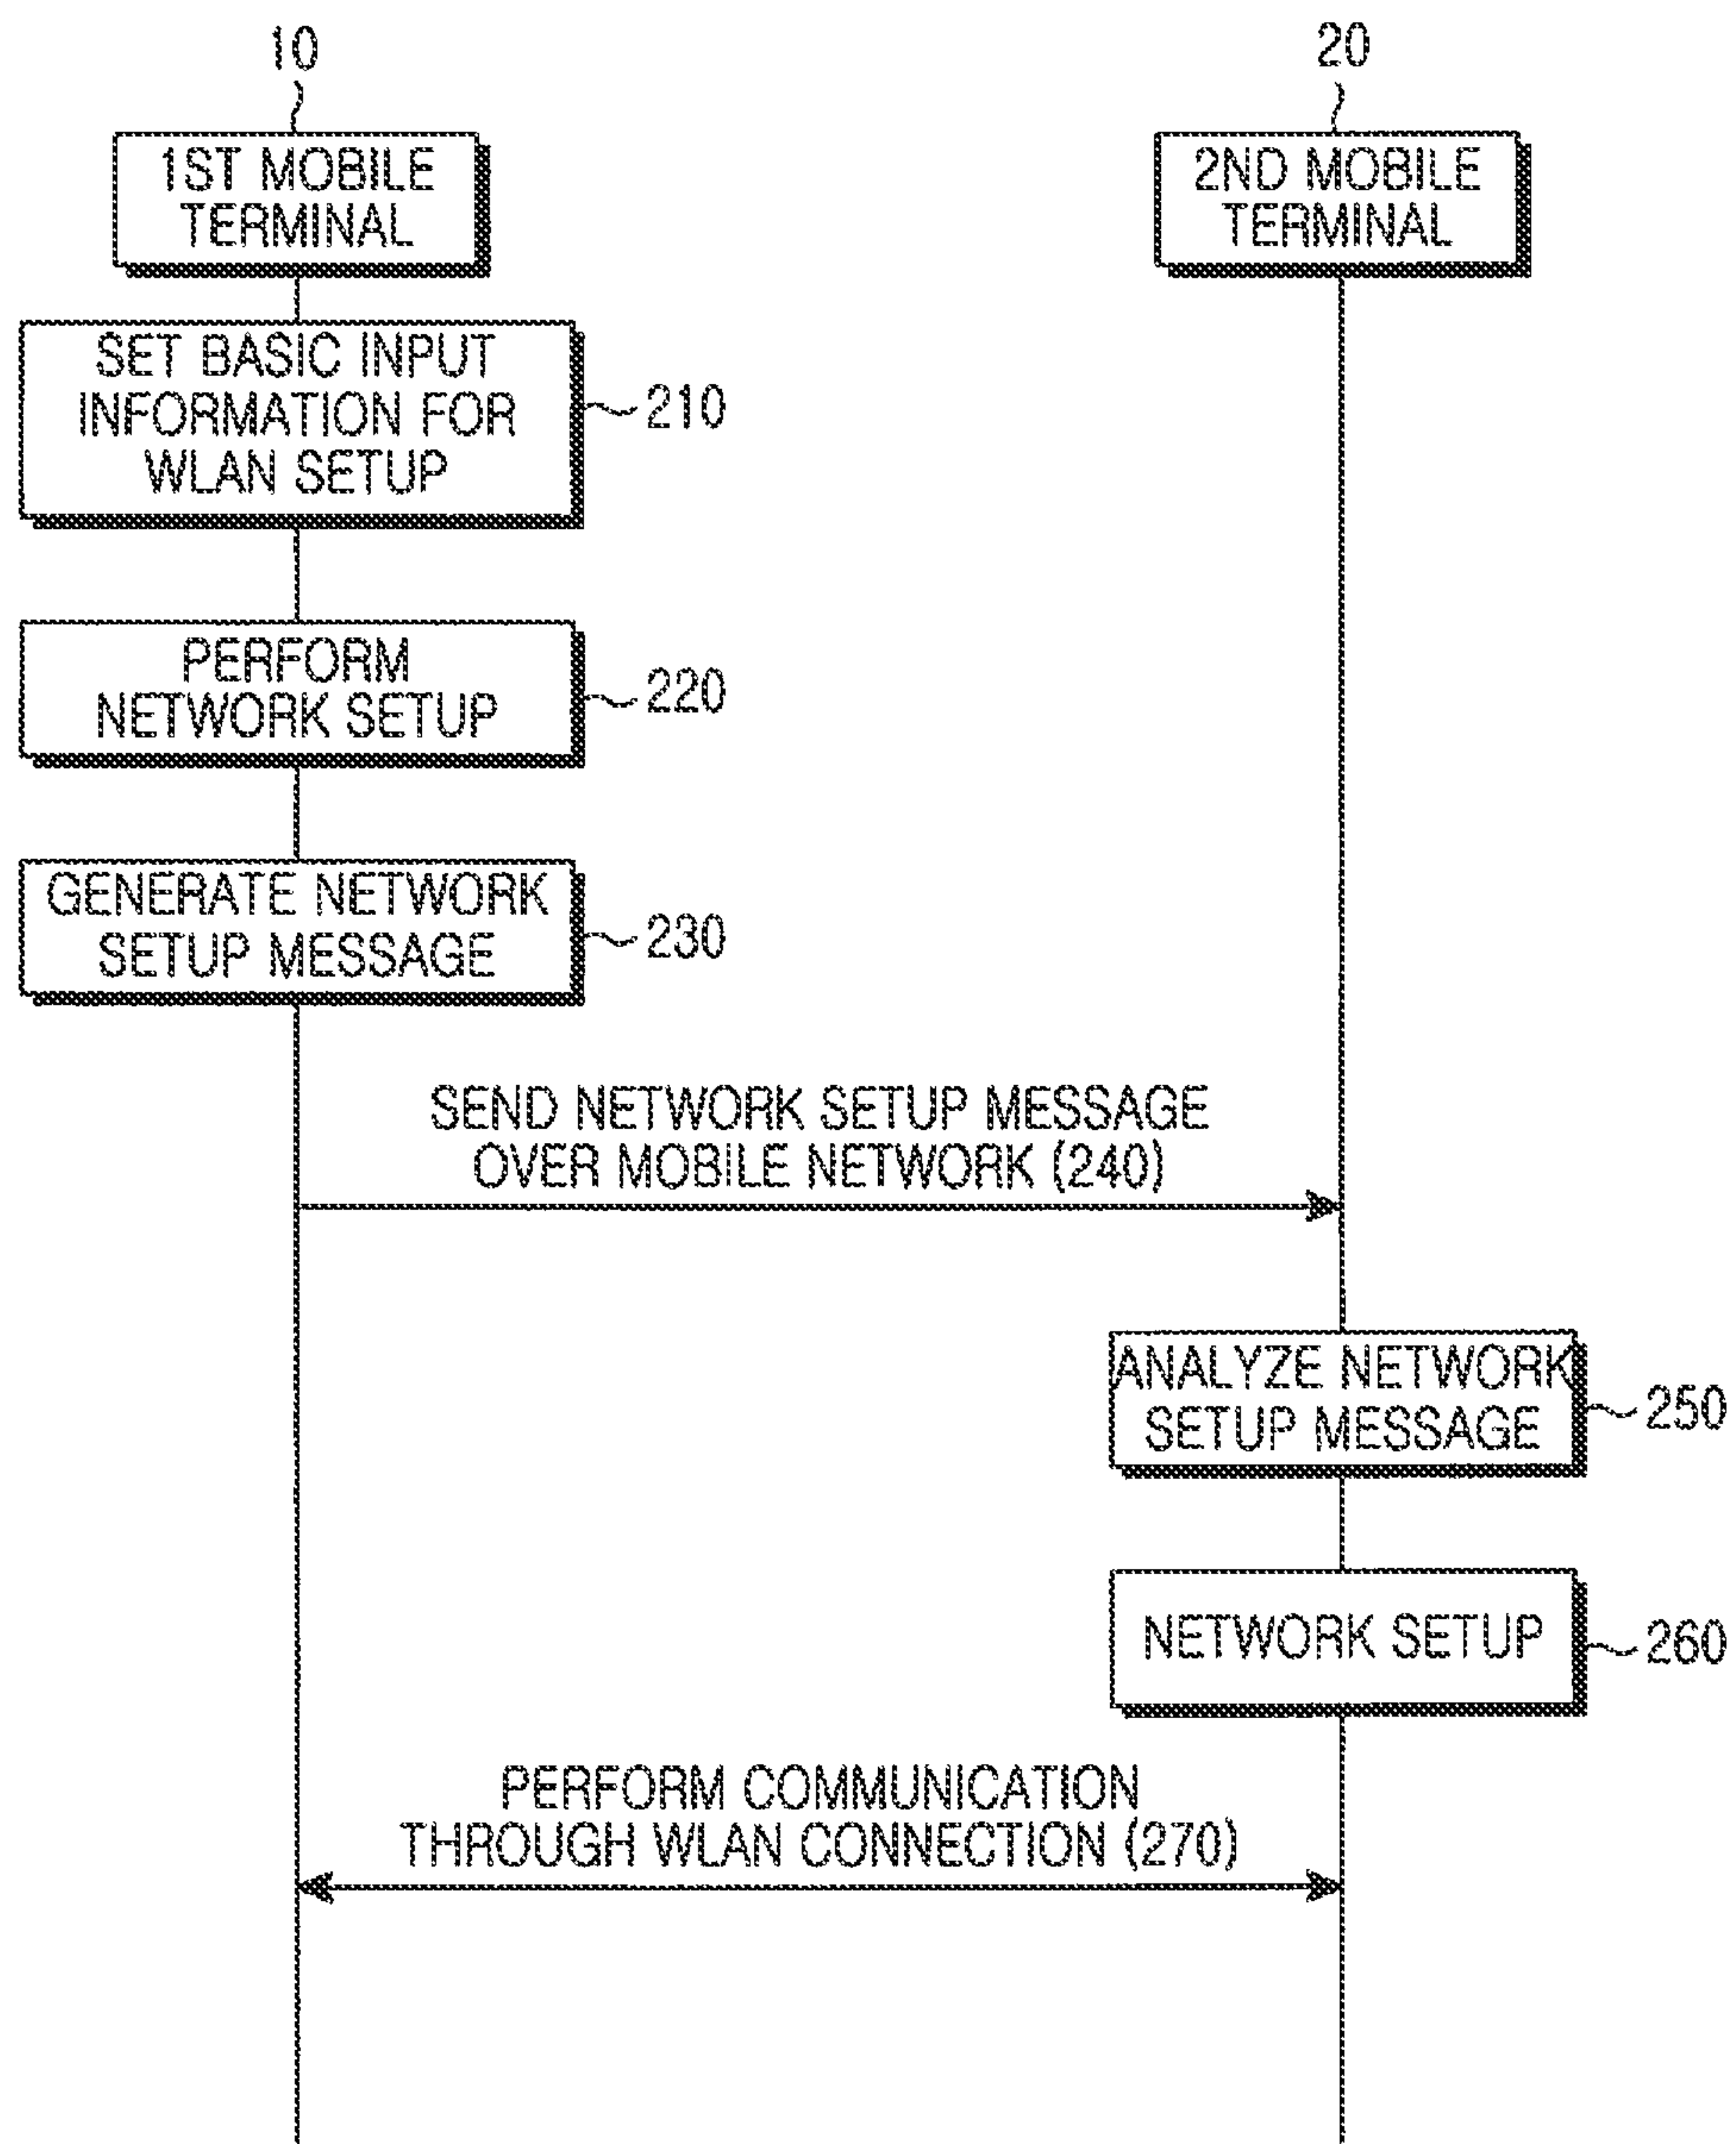 10
20
1ST MOBILE
TERMINAL
2ND MOBILE
TERMINAL
SET BASIC INPUT
INFORMATION FOR
WLAN SETUP
210
PERFORM
NETWORK SETUP
220
GENERATE NETWORK
SETUP MESSAGE
230
SEND NETWORK SETUP MESSAGE
OVER MOBILE NETWORK (240)
ANALYZE NETWORK
SETUP MESSAGE
250
NETWORK SETUP
260
PERFORM COMMUNICATION
THROUGH WLAN CONNECTION (270)